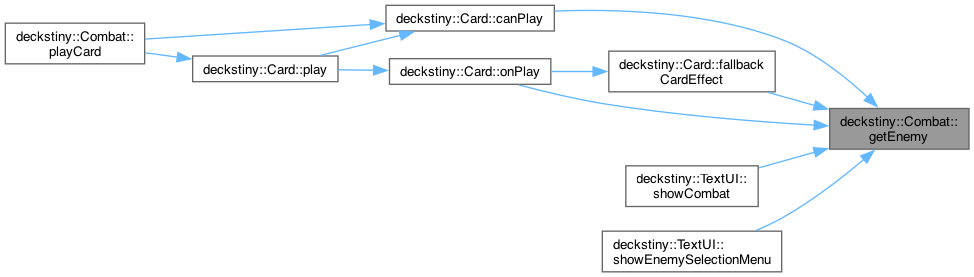 deckstiny::Combat::
playCard
deckstiny::Card::play
deckstiny::Card::canPlay
deckstiny::Card::onPlay
deckstiny::Card::fallback
CardEffect
deckstiny::TextUI::
showCombat
deckstiny::TextUI::
showEnemySelectionMenu
deckstiny::Combat::
getEnemy